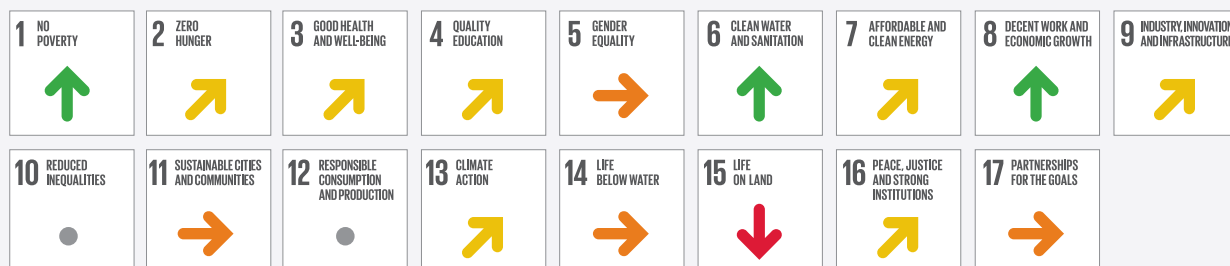 1 NO
POVERTY
2 ZERO
HUNGER
3 GOOD HEALTH
AND WELL-BEING
4 QUALITY
EDUCATION
5 GENDER
EQUALITY
6 CLEAN WATER
AND SANITATION
7 AFFORDABLE AND
CLEAN ENERGY
8 DECENT WORK AND
ECONOMIC GROWTH
9 INDUSTRY, INNOVATION
AND INFRASTRUCTURE
10 REDUCED
INEQUALITIES
11 SUSTAINABLE CITIES
AND COMMUNITIES
12 RESPONSIBLE
CONSUMPTION
AND PRODUCTION
13 CLIMATE
ACTION
14 LIFE
BELOW WATER
15 LIFE
ON LAND
16 PEACE, JUSTICE
AND STRONG
INSTITUTIONS
17 PARTNERSHIPS
FOR THE GOALS